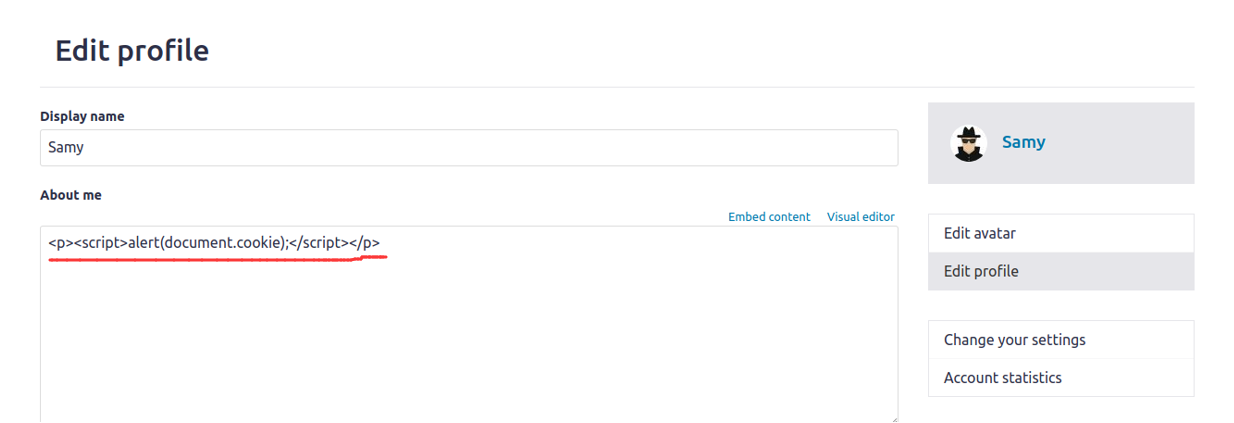 Edit profile
Display name
Samy
About me
Embed content Visual editor
<p><script>alert(document.cookie);</script></p>
Samy
Edit avatar
Edit profile
Change your settings
Account statistics